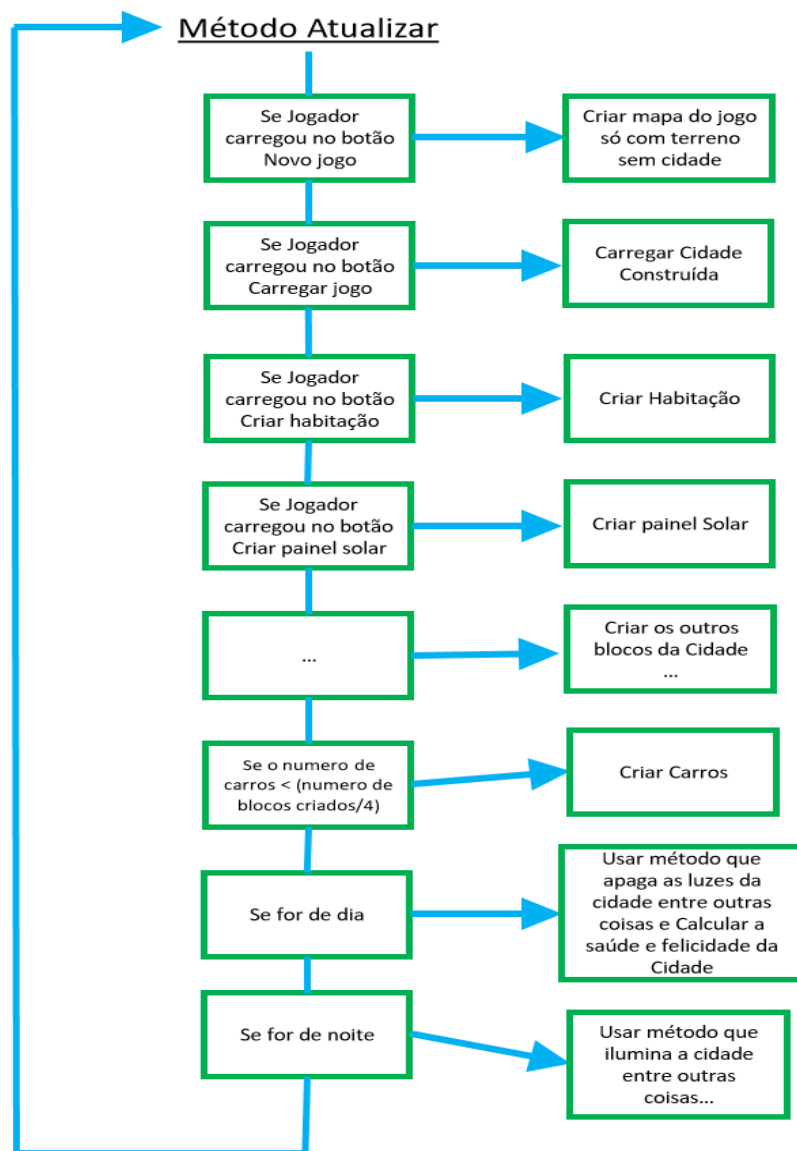 Método Atualizar
Se Jogador
carregou no botão
Novo jogo
Criar mapa do jogo
só com terreno
sem cidade
Se Jogador
carregou no botão
Carregar jogo
Carregar Cidade
Construída
Se Jogador
carregou no botão
Criar habitação
Criar Habitação
Se Jogador
carregou no botão
Criar painel solar
Criar painel Solar
...
Criar os outros
blocos da Cidade
...
Se o numero de
carros < (numero de
blocos criados/4)
Criar Carros
Se for de dia
Usar método que
apaga as luzes da
cidade entre outras
coisas e Calcular a
saúde e felicidade da
Cidade
Se for de noite
Usar método que
ilumina a cidade
entre outras
coisas...